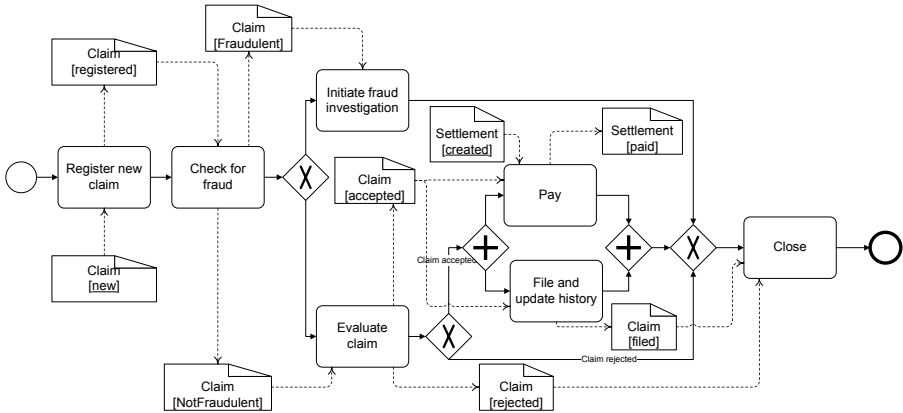 Claim
[Fraudulent]
Claim
[registered]
Initiate fraud
investigation
Settlement
[created]
Settlement
[paid]
Register new
claim
Check for
fraud
Claim
[accepted]
Pay
Claim accepted
Close
Claim
[new]
File and
update history
Evaluate
claim
Claim
[filed]
Claim rejected
Claim
[NotFraudulent]
Claim
[rejected]